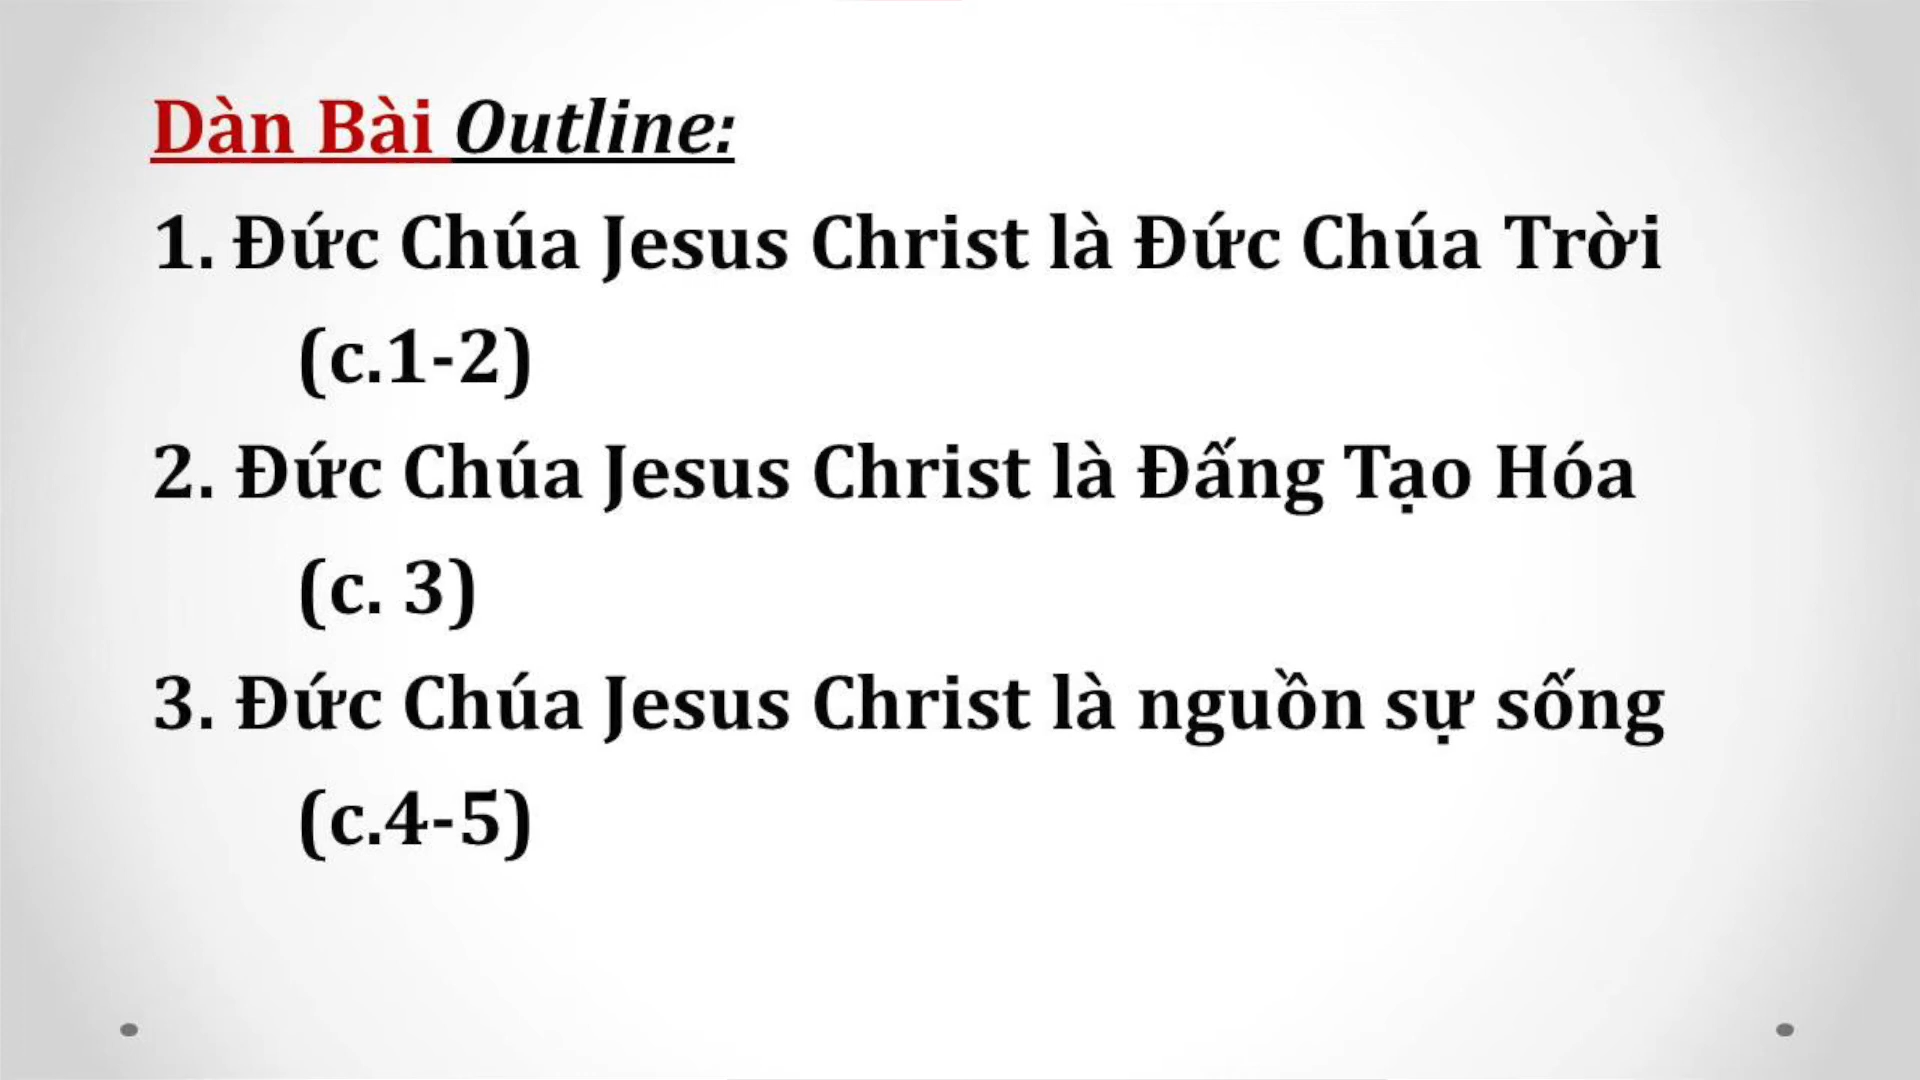 Dàn Bài Outline:
1. Đức Chúa Jesus Christ là Đức Chúa Trời
(c.1-2)
2. Đức Chúa Jesus Christ là Đấng Tạo Hóa
(c. 3)
3. Đức Chúa Jesus Christ là nguồn sự sống
(c.4-5)